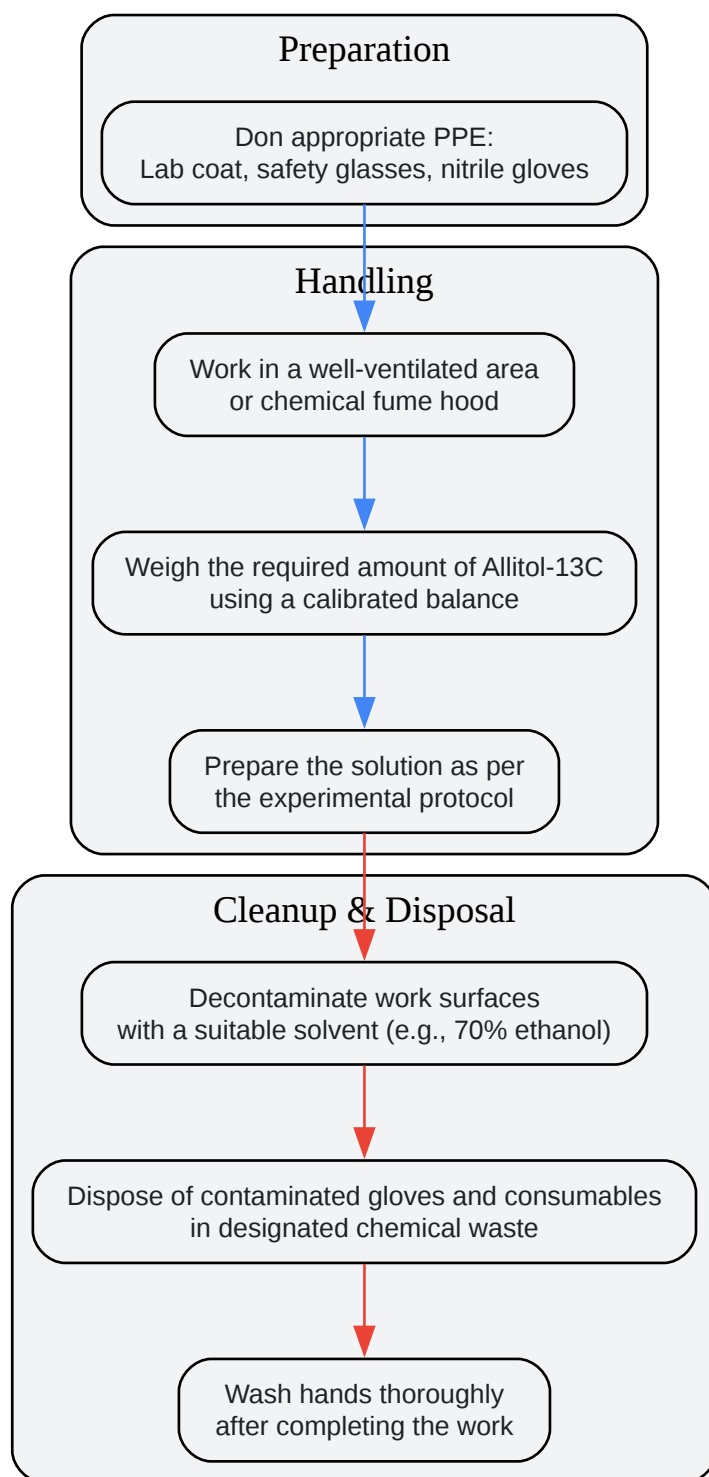 Preparation
Don appropriate PPE:
Lab coat, safety glasses, nitrile gloves
Handling
Work in a well-ventilated area
or chemical fume hood
Weigh the required amount of Allitol-13C
using a calibrated balance
Prepare the solution as per
the experimental protocol
Cleanup & Disposal
Decontaminate work surfaces
with a suitable solvent (e.g., 70% ethanol)
Dispose of contaminated gloves and consumables
in designated chemical waste
Wash hands thoroughly
after completing the work